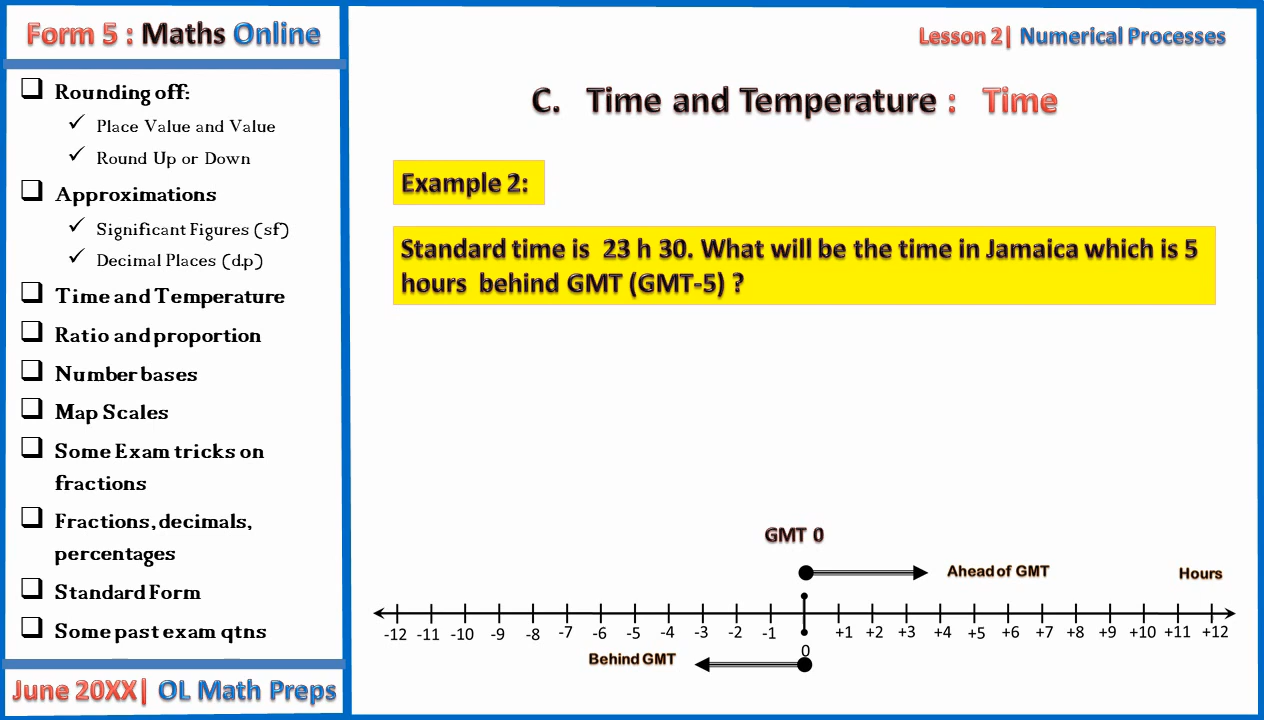 Form 5 : Maths Online
Lesson 2| Numerical Processes
Rounding off:
Place Value and Value
Round Up or Down
Approximations
Significant Figures (sf)
Decimal Places (d.p)
Time and Temperature
Ratio and proportion
Number bases
Map Scales
Some Exam tricks on
fractions
Fractions, decimals,
percentages
Standard Form
Some past exam qtns
June 20XX| OL Math Preps
C. Time and Temperature : Time
Example 2:
Standard time is 23 h 30. What will be the time in Jamaica which is 5
hours behind GMT (GMT-5) ?
GMT 0
Ahead of GMT
Hours
-12 -11 -10 -9 -8 -7 -6 -5 -4 -3 -2 -1 +1 +2 +3 +4 +5 +6 +7 +8 +9 +10 +11 +12
0
Behind GMT